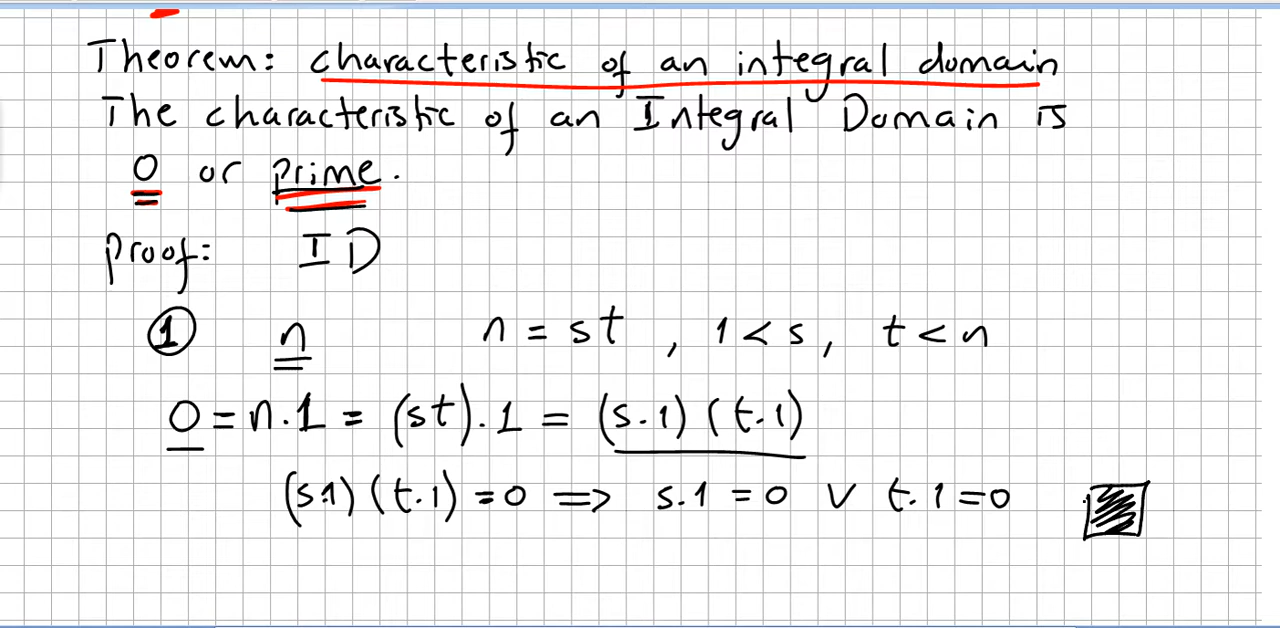 Theorem: characteristic of an integral domain
The characteristic of an Integral Domain is
0 or prime.
proof: ID
① n n = st , 1 < s, t < n
0 = n.1 = (st).1 = (s.1)(t.1)
(s.1)(t.1) = 0 => s.1 = 0 ∨ t.1 = 0